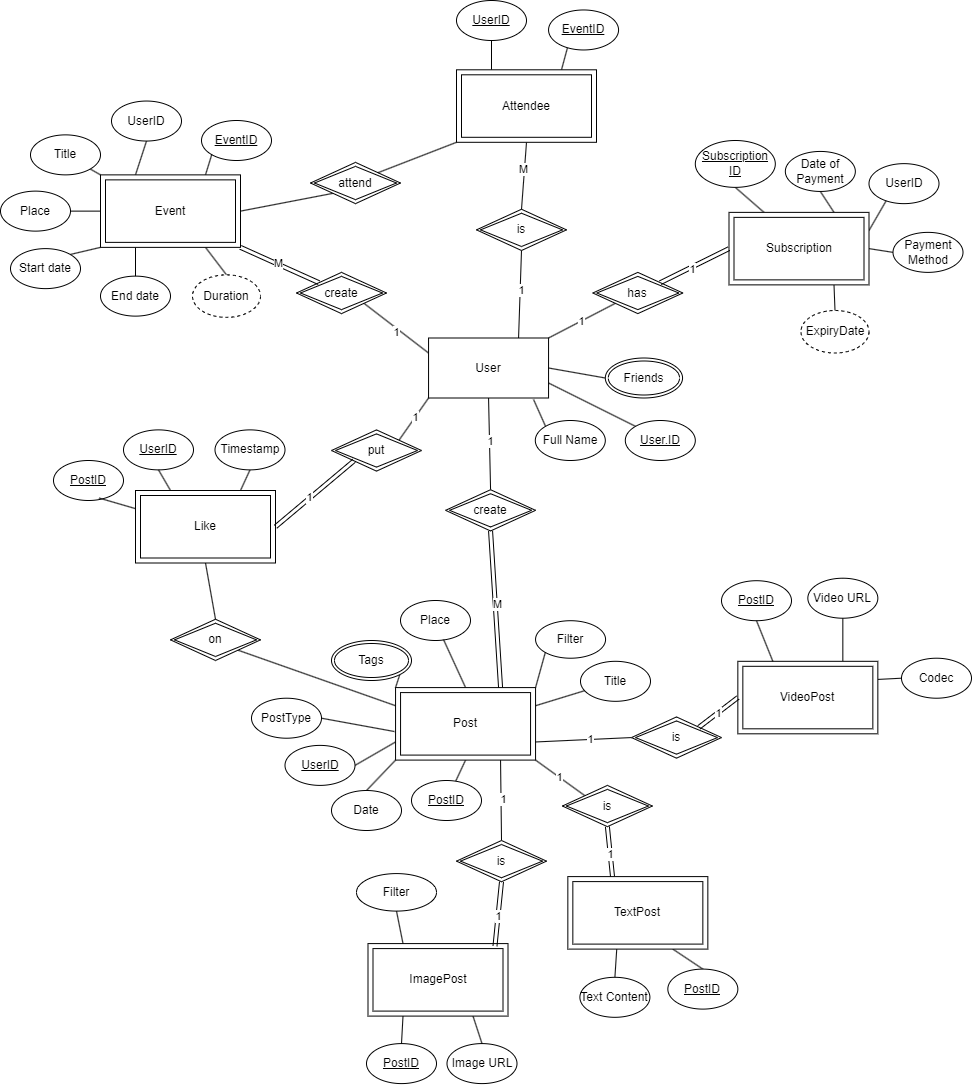 UserID
EventID
Attendee
UserID
EventID
Title
attend
M
Event
Place
is
Start date
End date
Duration
M
create
1
1
Subscription
ID
Date of
Payment
UserID
Subscription
Payment
Method
ExpiryDate
1
has
1
User
Friends
Full Name
User.ID
1
put
1
1
create
M
PostID
UserID
Timestamp
Like
on
Place
Tags
Filter
Title
PostType
Post
UserID
Date
PostID
1
is
1
PostID
Video URL
VideoPost
Codec
1
is
1
TextPost
Text Content
PostID
1
is
1
Filter
ImagePost
PostID
Image URL